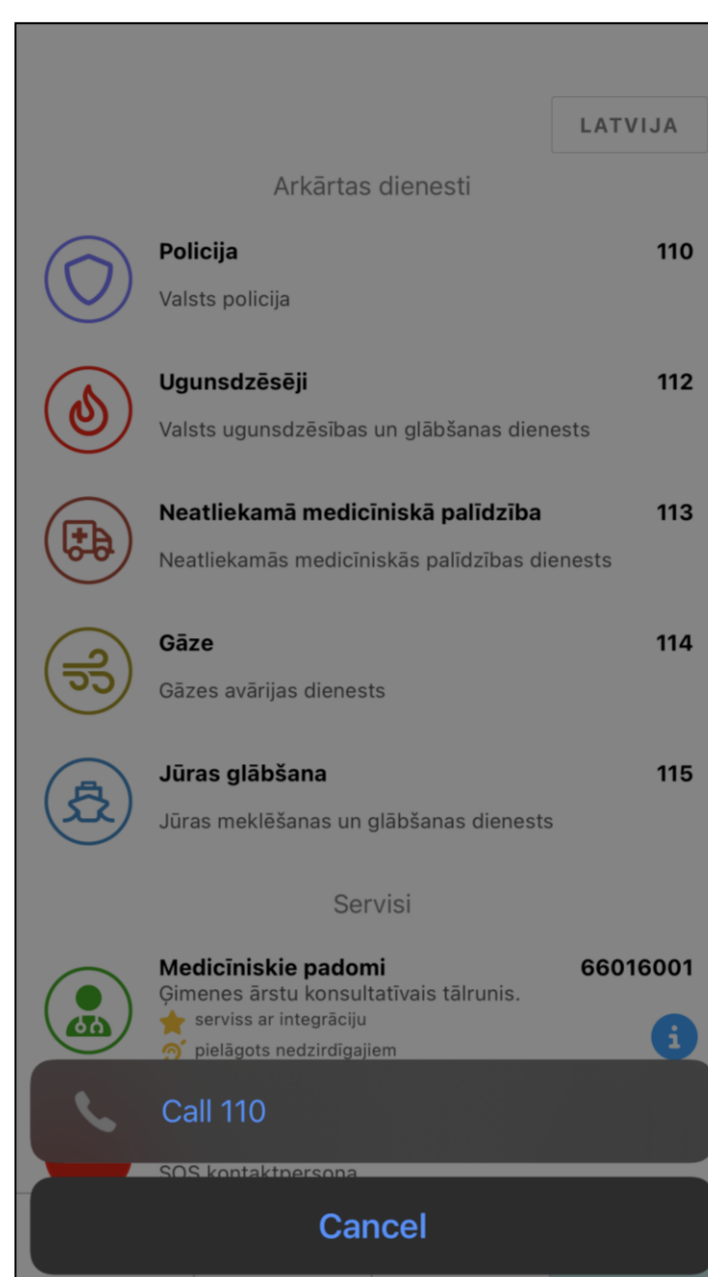 LATVIJA
Arkārtas dienesti
Policija 110
Valsts policija
Ugunsdzēsēji 112
Valsts ugunsdzēsības un glābšanas dienests
Neatliekamā medicīniskā palīdzība 113
Neatliekamās medicīniskās palīdzības dienests
Gāze 114
Gāzes avārijas dienests
Jūras glābšana 115
Jūras meklēšanas un glābšanas dienests
Servisi
Medicīniskie padomi 66016001
Ģimenes ārstu konsultatīvais tālrunis.
serviss ar integrāciju
i
pielāgots nedzirdīgajiem
Call 110
SOS kontaktpersona
Cancel